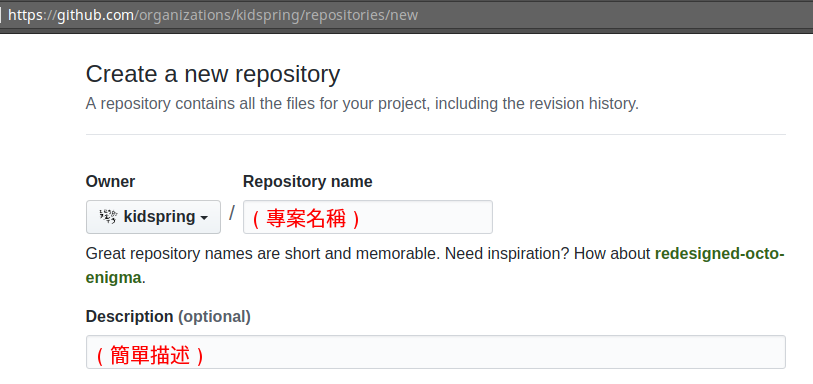 https://github.com/organizations/kidspring/repositories/new
Create a new repository
A repository contains all the files for your project, including the revision history.
Owner Repository name
kidspring / ( 專案名稱 )
Great repository names are short and memorable. Need inspiration? How about redesigned-octo-
enigma.
Description (optional)
( 簡單描述 )